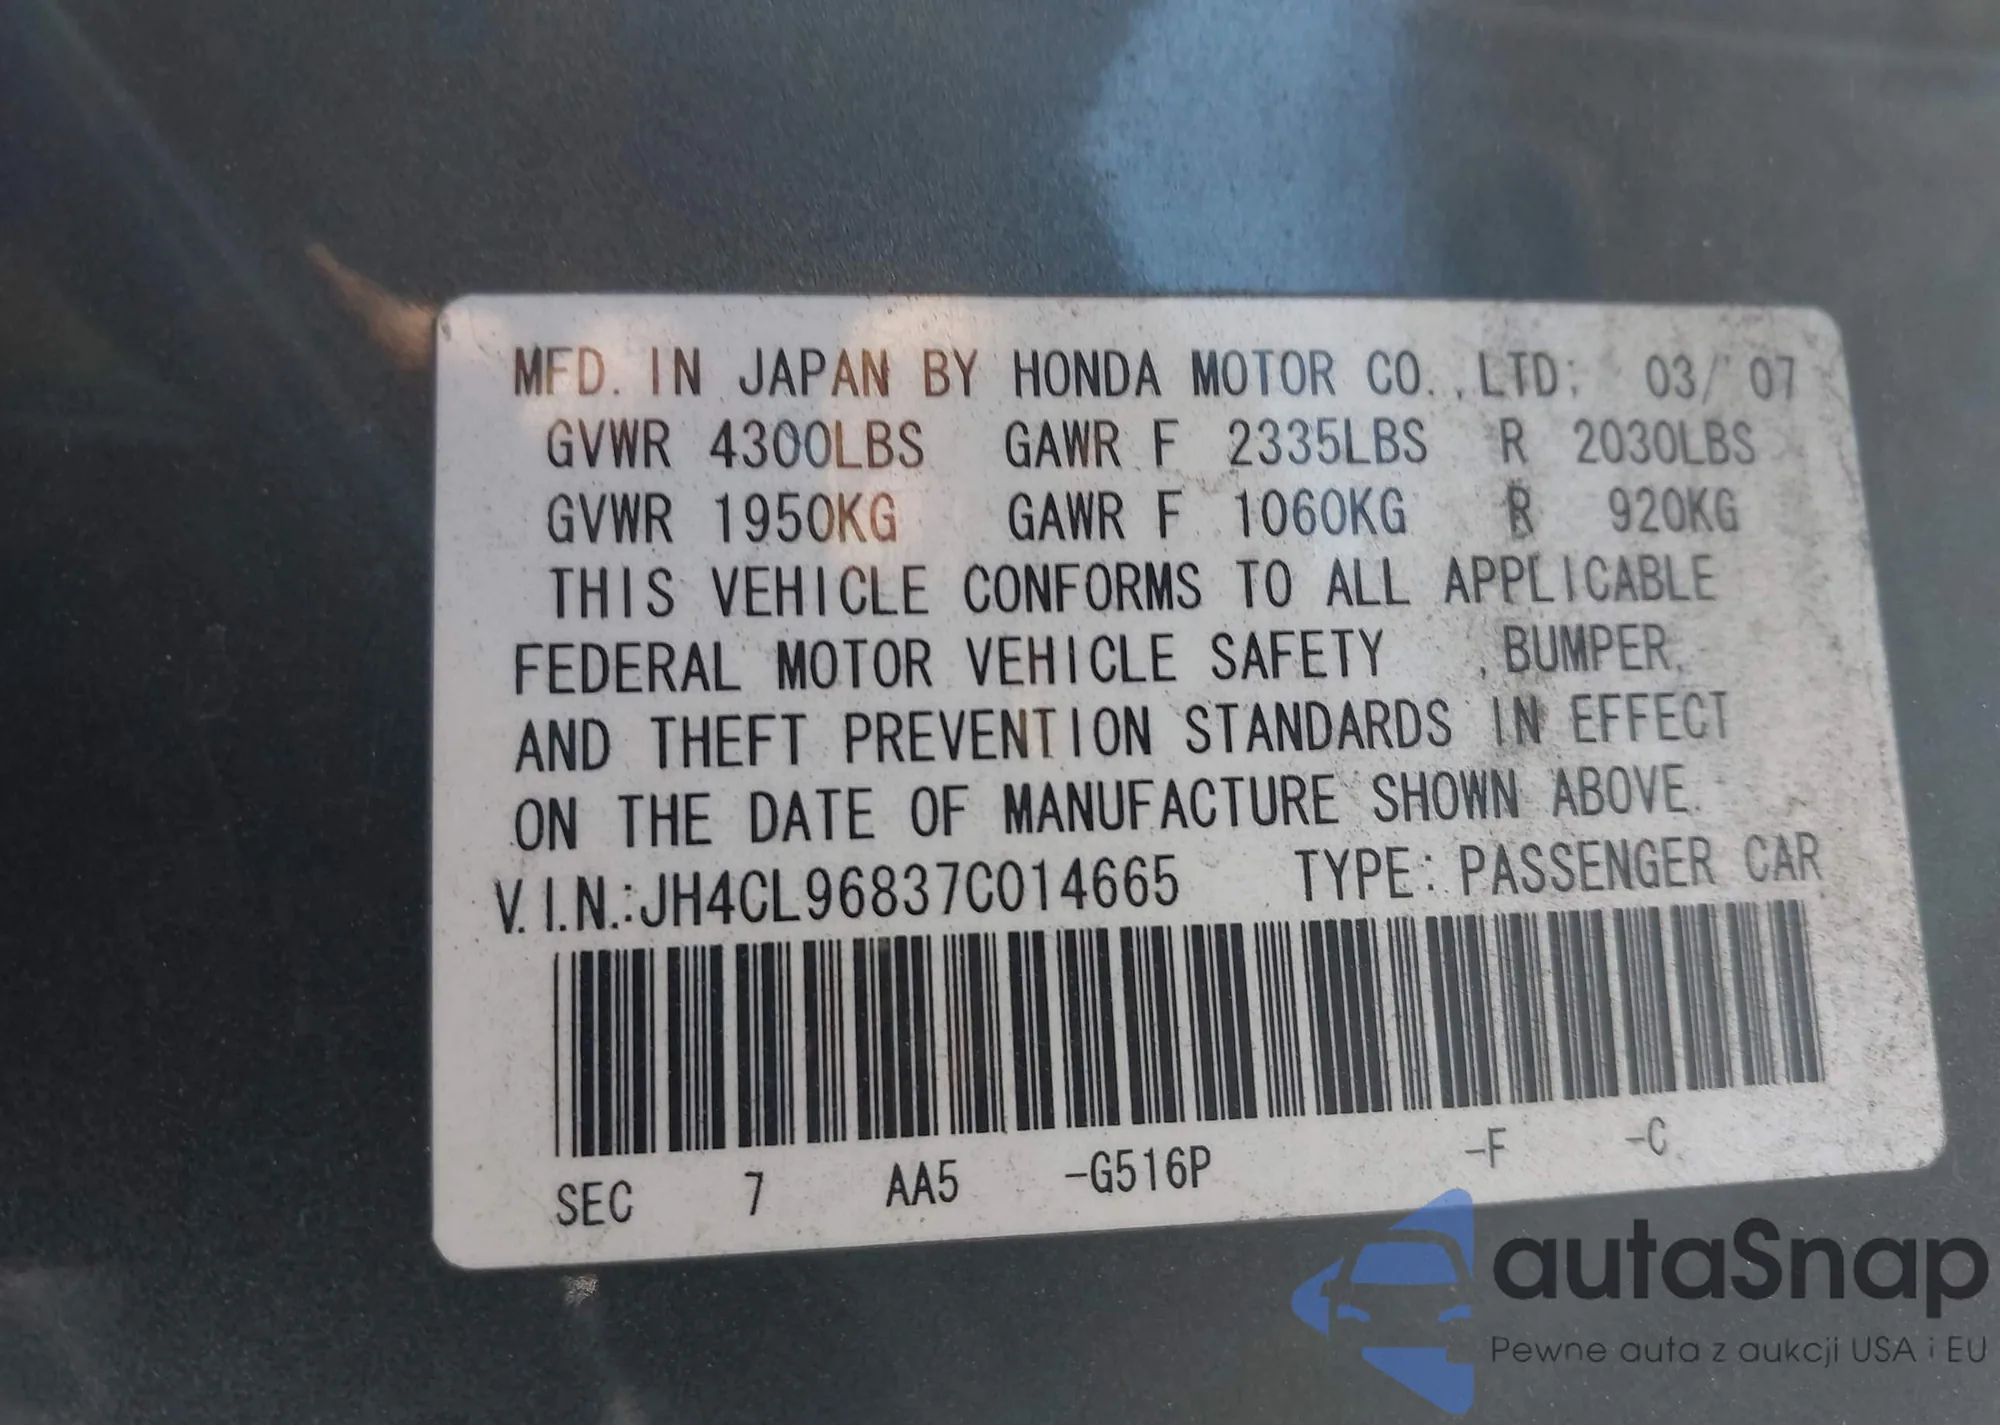 MFD. IN JAPAN BY HONDA MOTOR CO.,LTD; 03/ 07
GVWR 4300LBS GAWR F 2335LBS R 2030LBS
GVWR 1950KG GAWR F 1060KG R 920KG
THIS VEHICLE CONFORMS TO ALL APPLICABLE
FEDERAL MOTOR VEHICLE SAFETY , BUMPER,
AND THEFT PREVENTION STANDARDS IN EFFECT
ON THE DATE OF MANUFACTURE SHOWN ABOVE.
V.I.N.:JH4CL96837C014665 TYPE: PASSENGER CAR
SEC 7 AA5 -G516P -F -C
autaSnap
Pewne auta z aukcji USA i EU